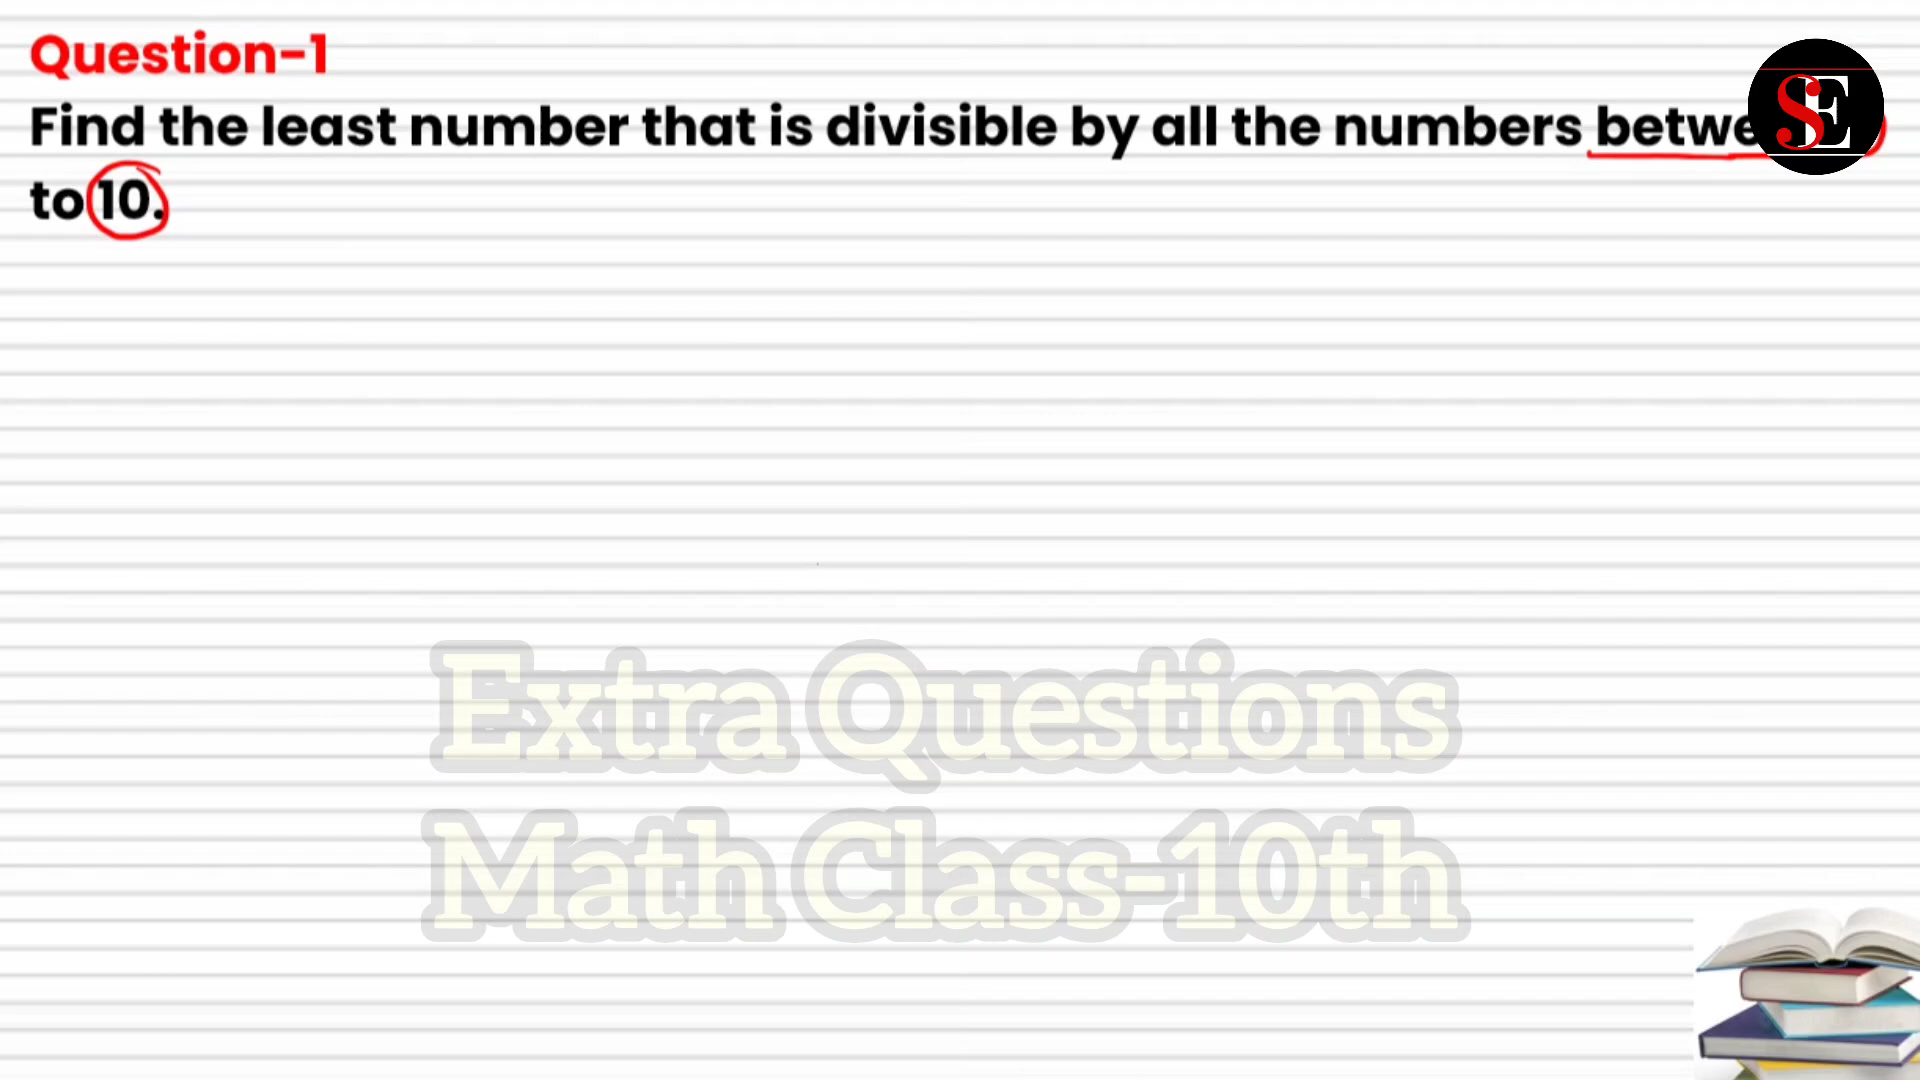 Question-1
Find the least number that is divisible by all the numbers
to 10.
SE
Extra Questions
Math Class-10th